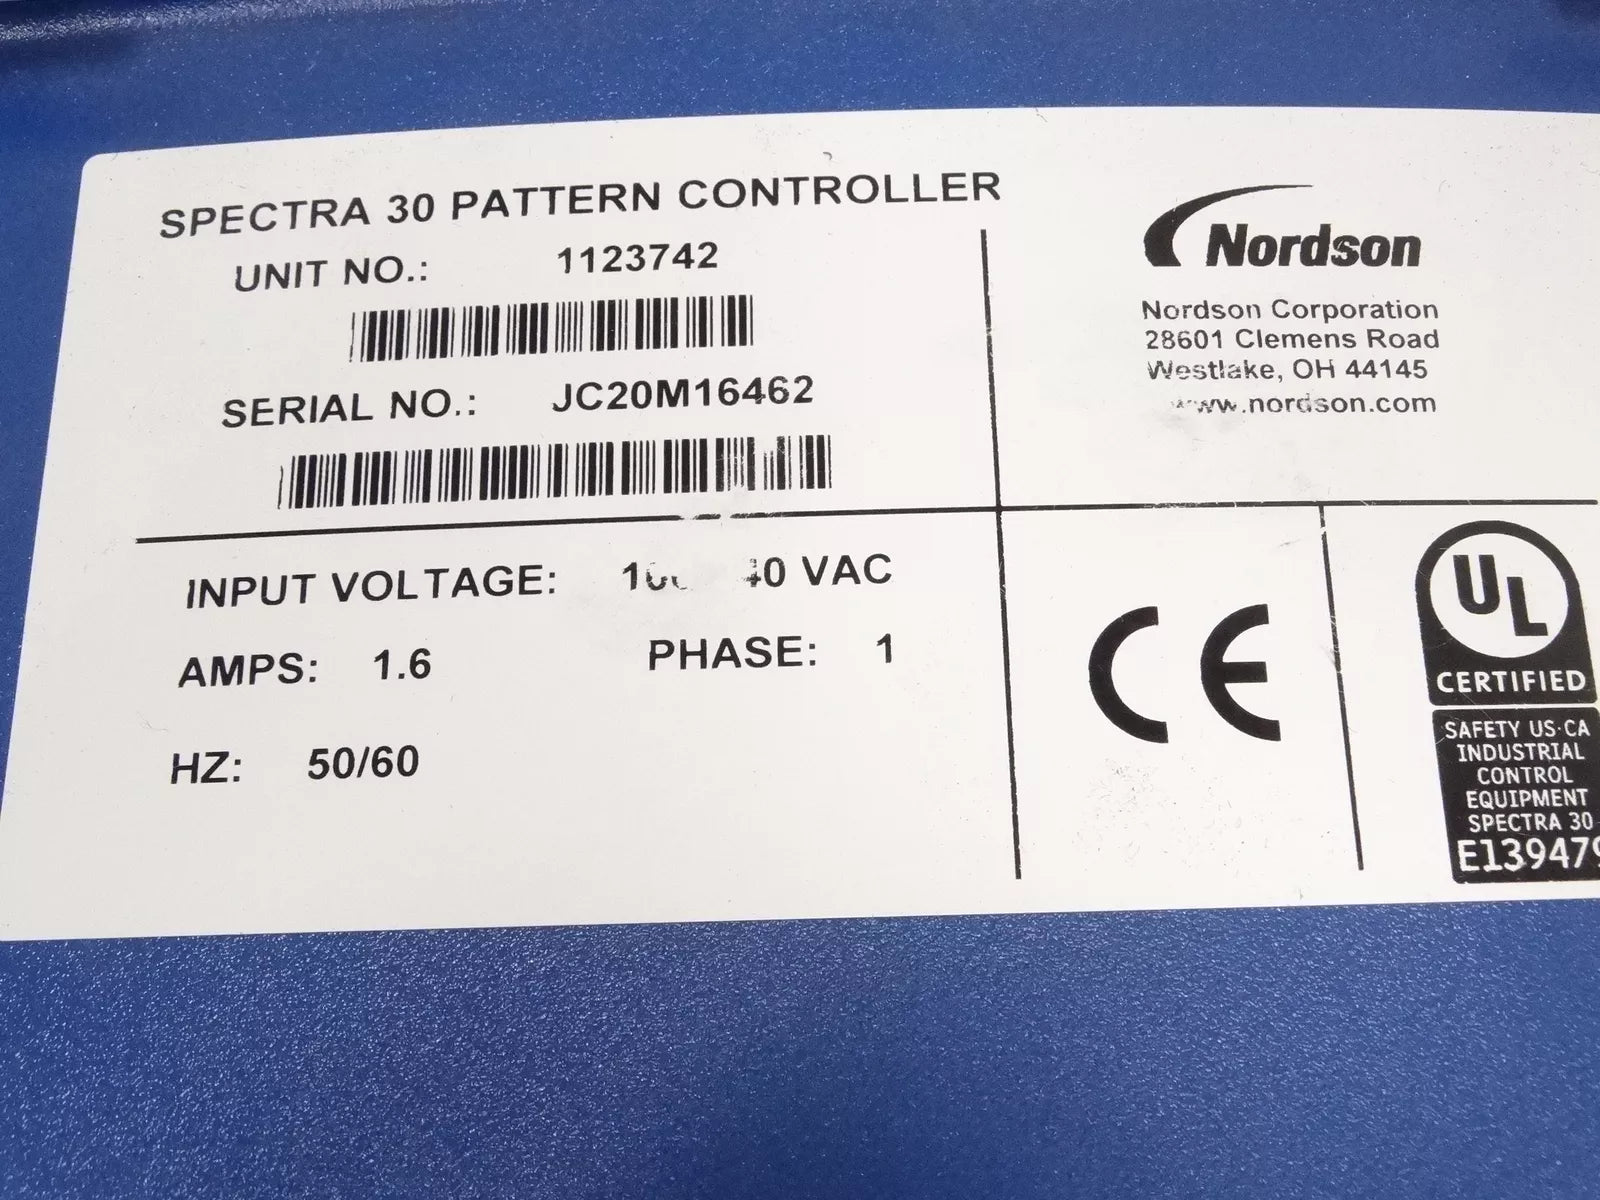 SPECTRA 30 PATTERN CONTROLLER
UNIT NO.: 1123742
SERIAL NO.: JC20M16462
INPUT VOLTAGE: VAC
AMPS: 1.6 PHASE: 1
HZ: 50/60
Nordson
Nordson Corporation
28601 Clemens Road
Westlake, OH 44145
www.nordson.com
CE
UL
CERTIFIED
SAFETY US·CA
INDUSTRIAL
CONTROL
EQUIPMENT
SPECTRA 30
E139479